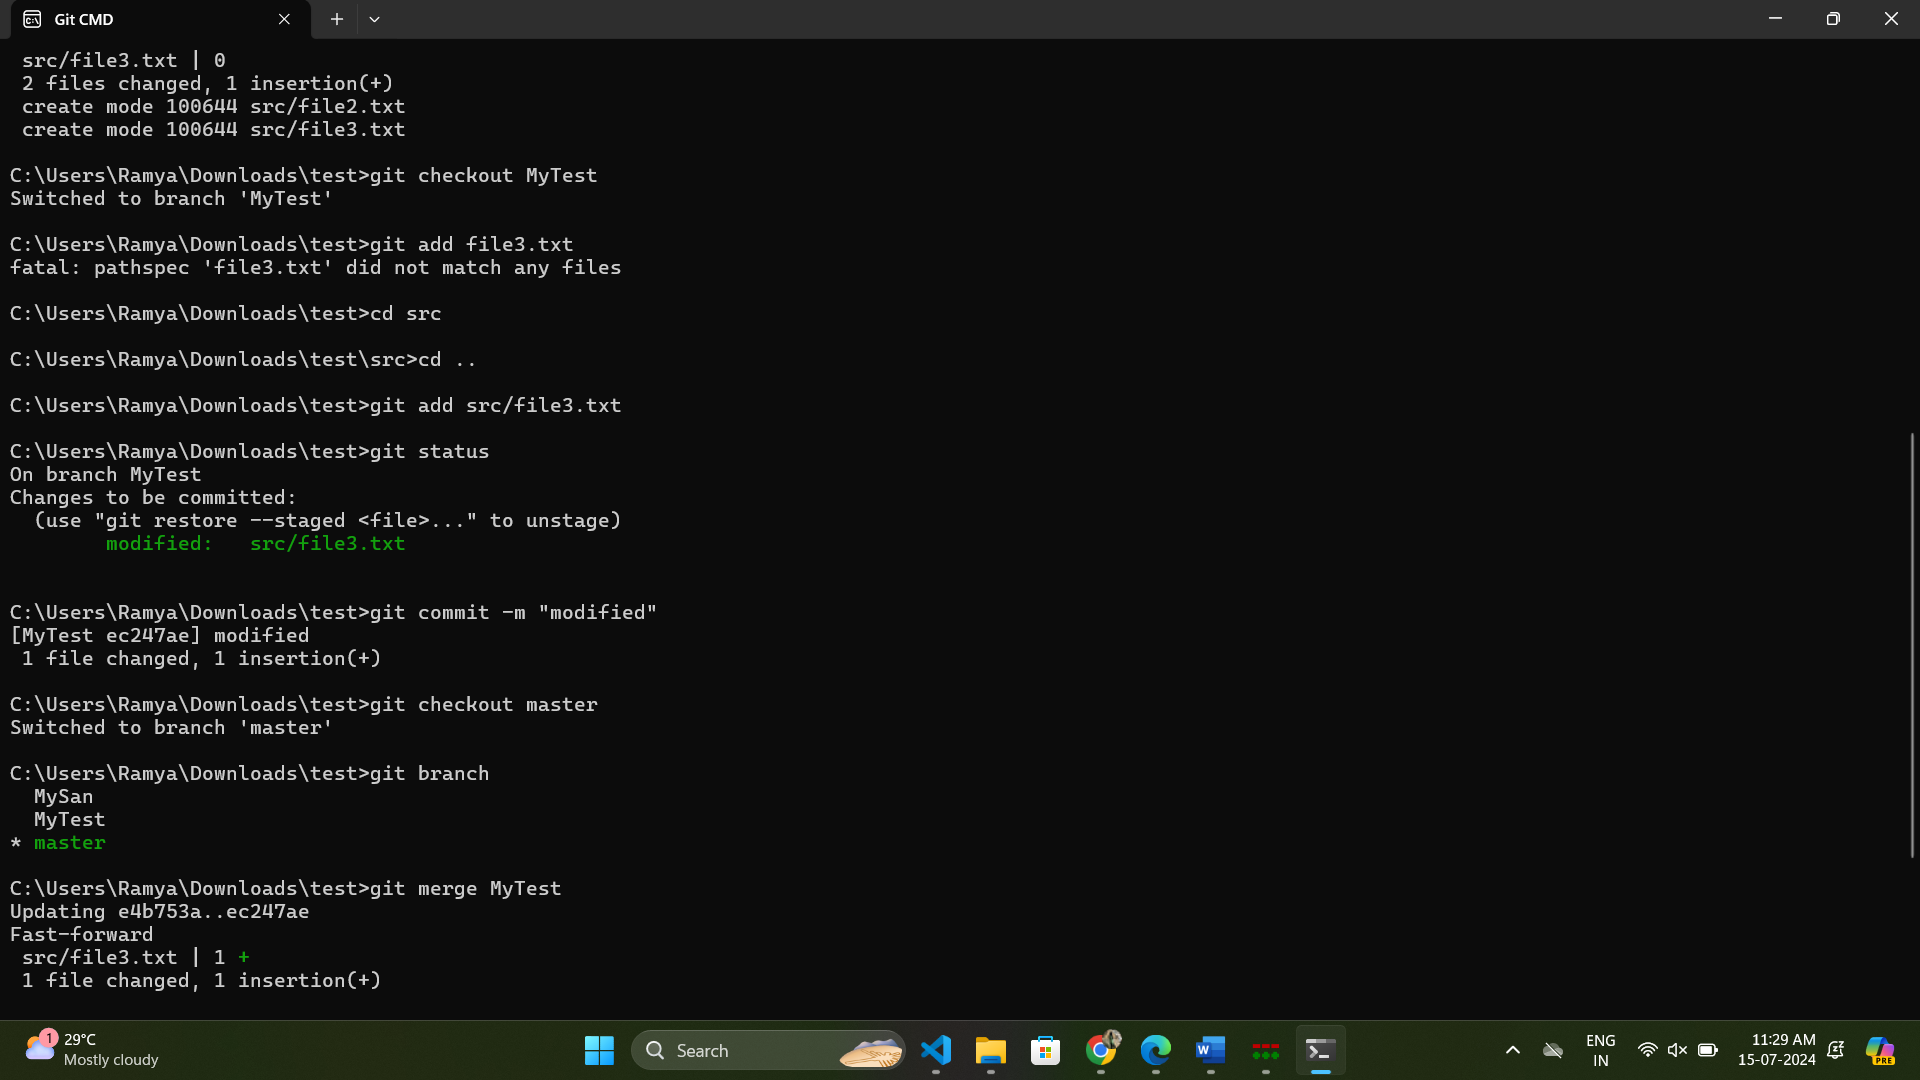 Git CMD
src/file3.txt | 0
2 files changed, 1 insertion(+)
create mode 100644 src/file2.txt
create mode 100644 src/file3.txt
C:\Users\Ramya\Downloads\test>git checkout MyTest
Switched to branch 'MyTest'
C:\Users\Ramya\Downloads\test>git add file3.txt
fatal: pathspec 'file3.txt' did not match any files
C:\Users\Ramya\Downloads\test>cd src
C:\Users\Ramya\Downloads\test\src>cd ..
C:\Users\Ramya\Downloads\test>git add src/file3.txt
C:\Users\Ramya\Downloads\test>git status
On branch MyTest
Changes to be committed:
  (use "git restore --staged <file>..." to unstage)
        modified:   src/file3.txt
C:\Users\Ramya\Downloads\test>git commit -m "modified"
[MyTest ec247ae] modified
 1 file changed, 1 insertion(+)
C:\Users\Ramya\Downloads\test>git checkout master
Switched to branch 'master'
C:\Users\Ramya\Downloads\test>git branch
  MySan
  MyTest
* master
C:\Users\Ramya\Downloads\test>git merge MyTest
Updating e4b753a..ec247ae
Fast-forward
 src/file3.txt | 1 +
 1 file changed, 1 insertion(+)
1
29°C
Mostly cloudy
Search
W
ENG
IN
11:29 AM
15-07-2024
PRE